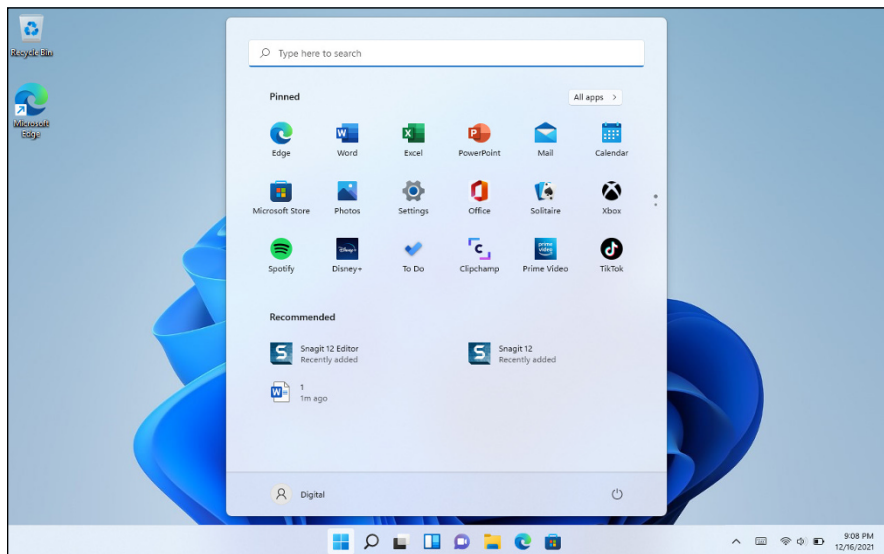 Recycle Bin
Microsoft
Edge
Type here to search
Pinned
All apps >
Edge
Word
Excel
PowerPoint
Mail
Calendar
Microsoft Store
Photos
Settings
Office
Solitaire
Xbox
Spotify
Disney+
To Do
Clipchamp
Prime Video
TikTok
Recommended
Snagit 12 Editor
Recently added
Snagit 12
Recently added
1
1m ago
Digital
9:08 PM
12/16/2021